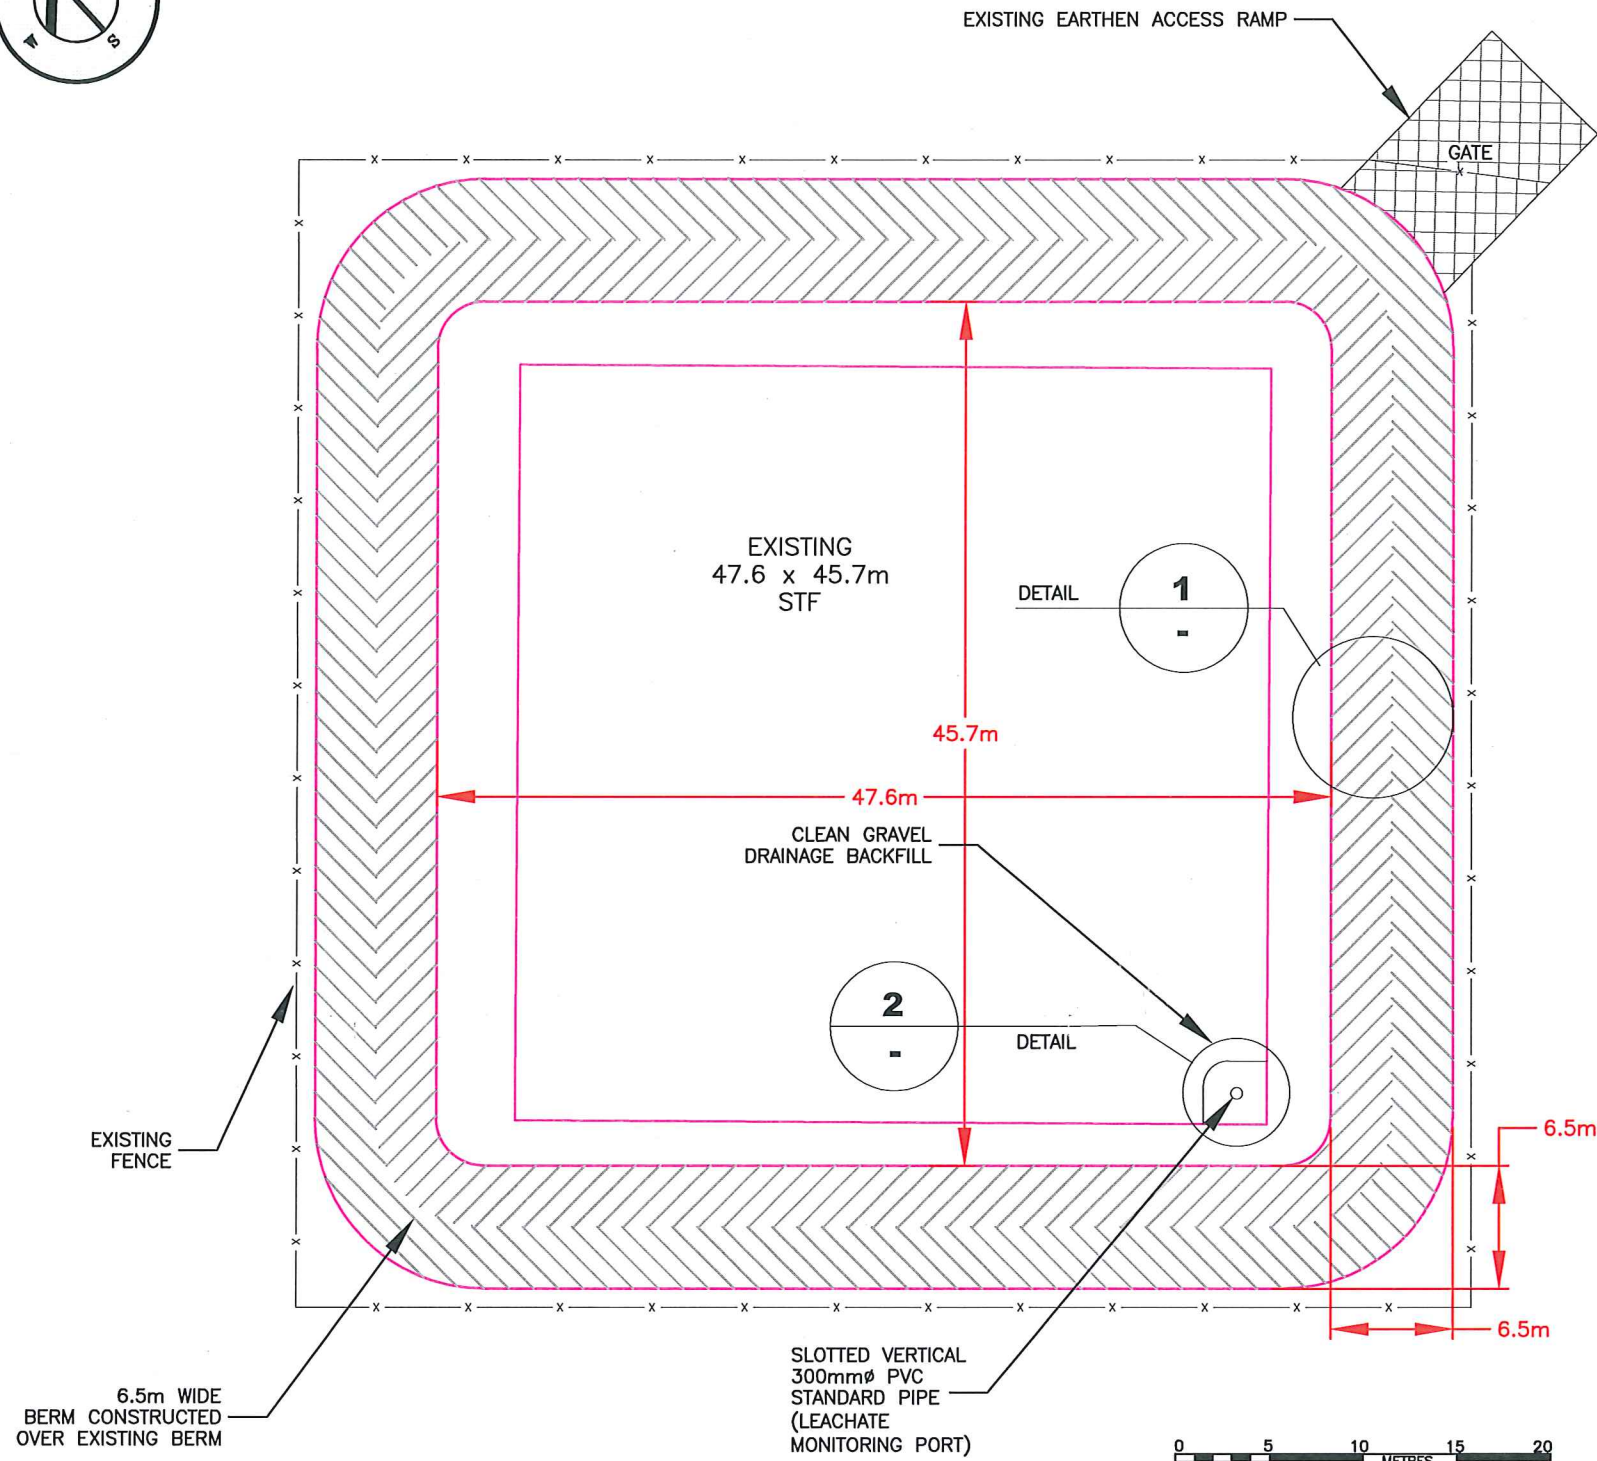 W S
EXISTING EARTHEN ACCESS RAMP
GATE
EXISTING
47.6 x 45.7m
STF
DETAIL
1
-
45.7m
47.6m
CLEAN GRAVEL
DRAINAGE BACKFILL
2
-
DETAIL
EXISTING
FENCE
6.5m
6.5m
6.5m WIDE
BERM CONSTRUCTED
OVER EXISTING BERM
SLOTTED VERTICAL
300mmø PVC
STANDARD PIPE
(LEACHATE
MONITORING PORT)
0 5 10 15 20
METRES